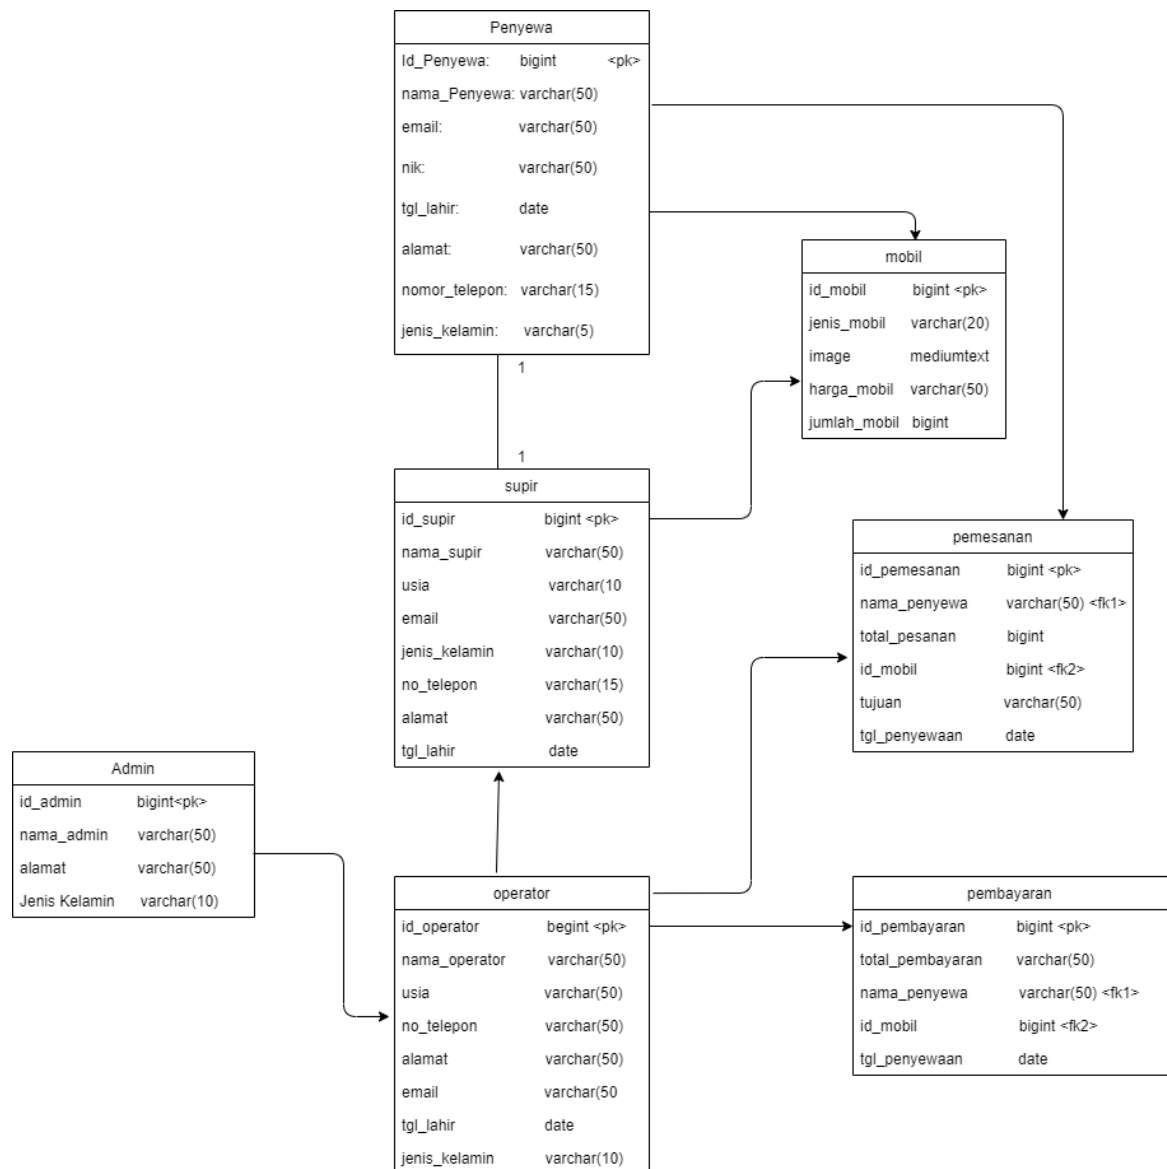 Penyewa
Id_Penyewa: bigint <pk>
nama_Penyewa: varchar(50)
email: varchar(50)
nik: varchar(50)
tgl_lahir: date
alamat: varchar(50)
nomor_telepon: varchar(15)
jenis_kelamin: varchar(5)
1
1
mobil
id_mobil bigint <pk>
jenis_mobil varchar(20)
image mediumtext
harga_mobil varchar(50)
jumlah_mobil bigint
supir
id_supir bigint <pk>
nama_supir varchar(50)
usia varchar(10
email varchar(50)
jenis_kelamin varchar(10)
no_telepon varchar(15)
alamat varchar(50)
tgl_lahir date
pemesanan
id_pemesanan bigint <pk>
nama_penyewa varchar(50) <fk1>
total_pesanan bigint
id_mobil bigint <fk2>
tujuan varchar(50)
tgl_penyewaan date
Admin
id_admin bigint<pk>
nama_admin varchar(50)
alamat varchar(50)
Jenis Kelamin varchar(10)
operator
id_operator begint <pk>
nama_operator varchar(50)
usia varchar(50)
no_telepon varchar(50)
alamat varchar(50)
email varchar(50
tgl_lahir date
jenis_kelamin varchar(10)
pembayaran
id_pembayaran bigint <pk>
total_pembayaran varchar(50)
nama_penyewa varchar(50) <fk1>
id_mobil bigint <fk2>
tgl_penyewaan date